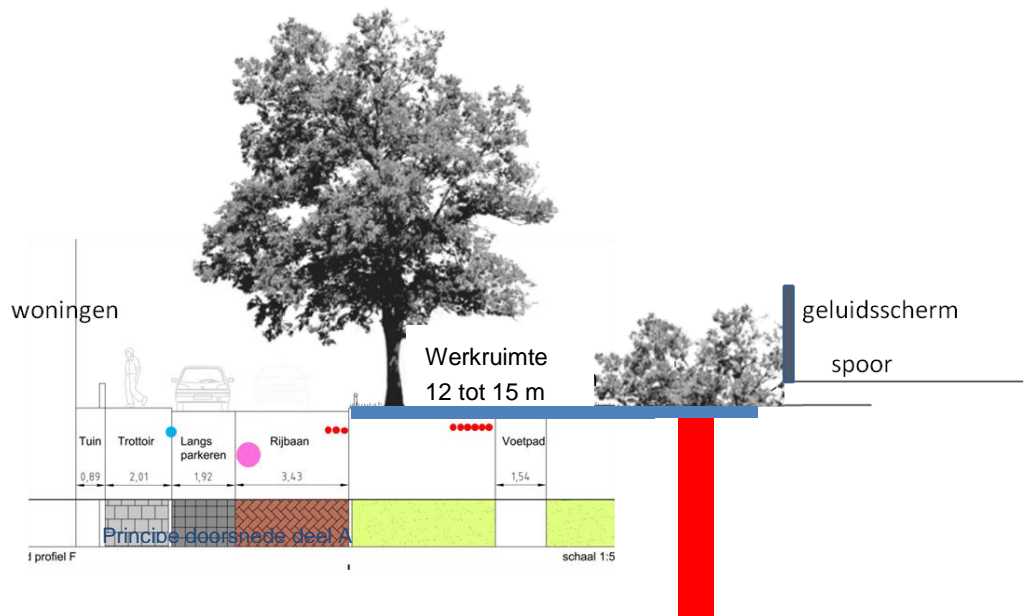 woningen
geluidsscherm
spoor
Werkruimte
12 tot 15 m
Tuin
Trottoir
Langs
parkeren
Rijbaan
Voetpad
0,89
2,01
1,92
3,43
1,54
Principe doorsnede deel A
profiel F
schaal 1:5